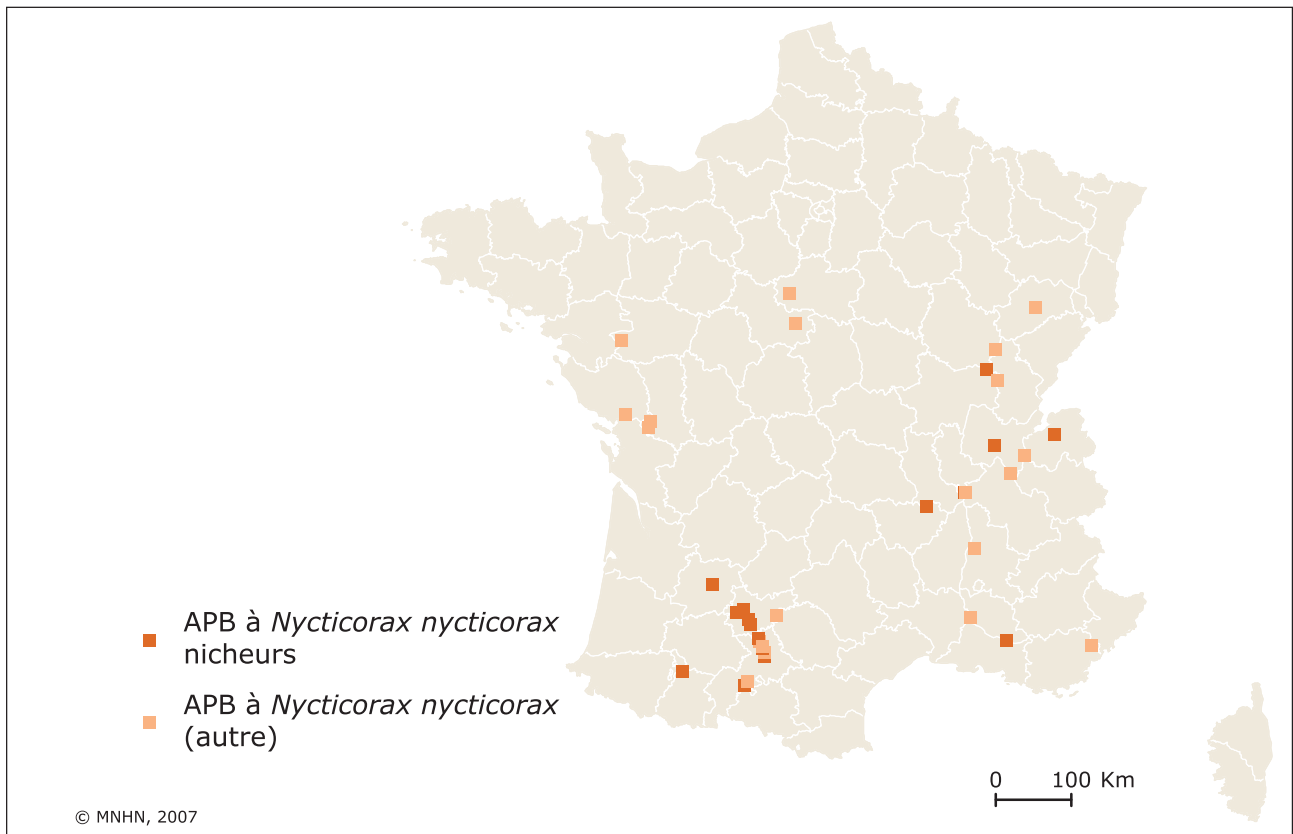 APB à Nycticorax nycticorax
nicheurs
APB à Nycticorax nycticorax
(autre)
0 100 Km
© MNHN, 2007